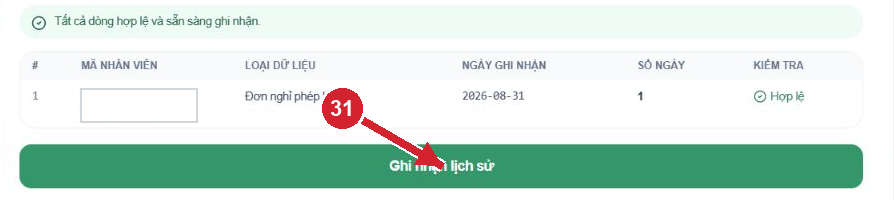 Tất cả dòng hợp lệ và sẵn sàng ghi nhận.
# MÃ NHÂN VIÊN LOẠI DỮ LIỆU NGÀY GHI NHẬN SỐ NGÀY KIỂM TRA
1 Đơn nghỉ phép 2026-08-31 1 Hợp lệ
31
Ghi nhận lịch sử